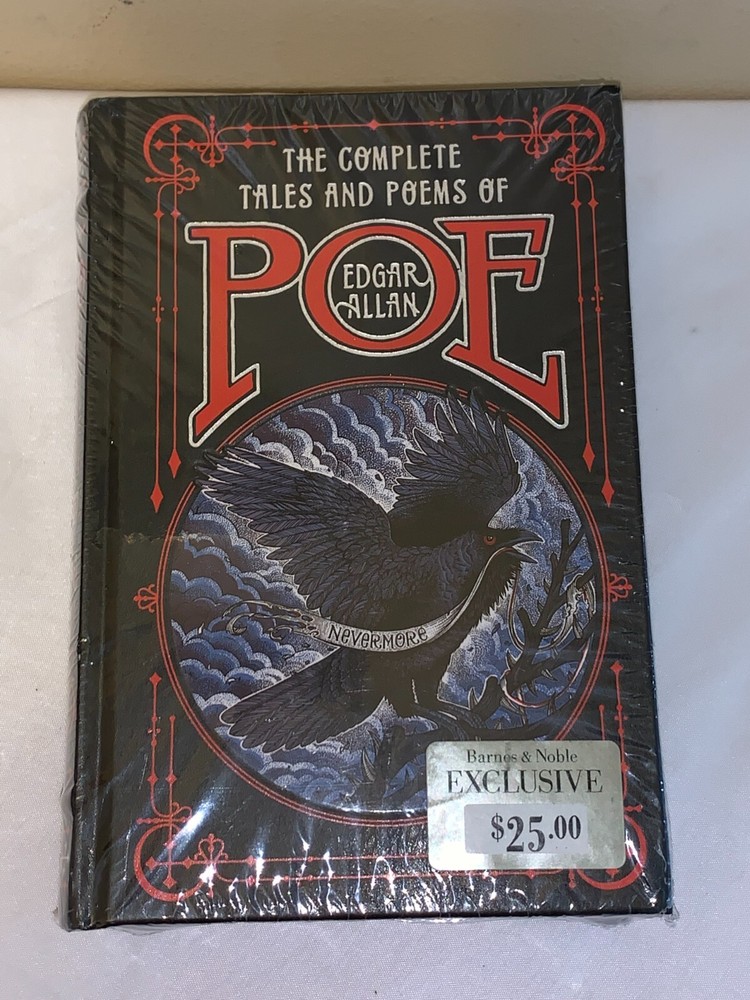 THE COMPLETE
TALES AND POEMS OF
POE
EDGAR
ALLAN
NEVERMORE
Barnes & Noble
EXCLUSIVE
$25.00